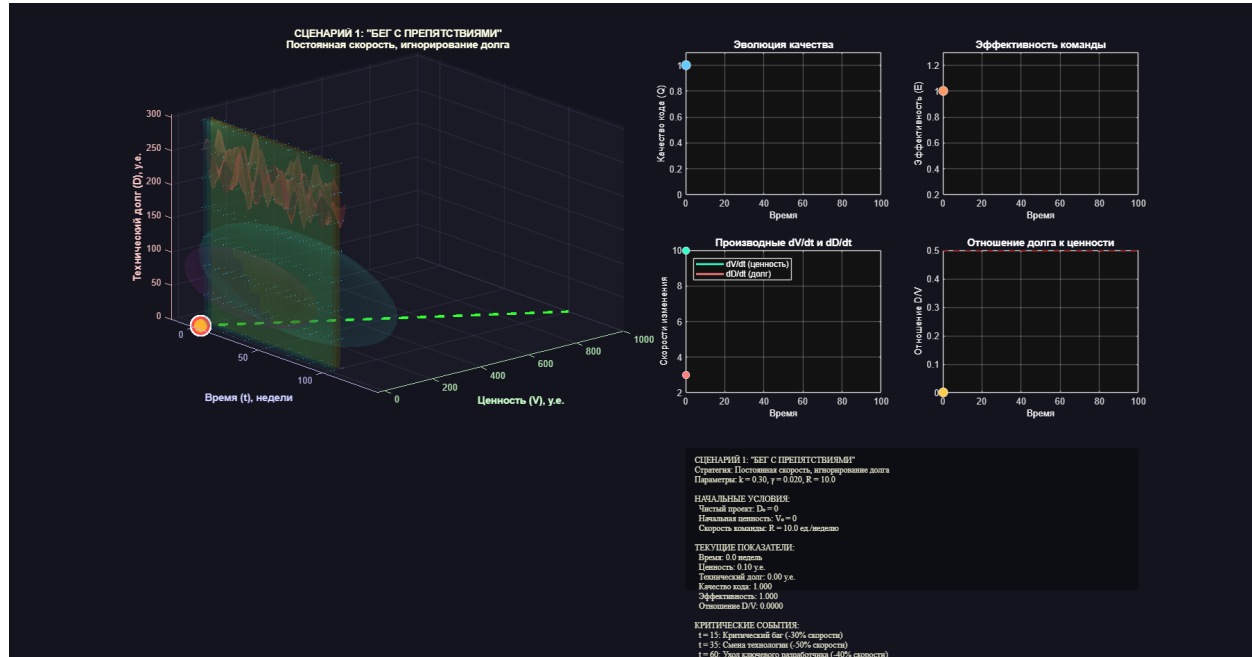 СЦЕНАРИЙ 1: "БЕГ С ПРЕПЯТСТВИЯМИ"
Постоянная скорость, игнорирование долга
Технический долг (D), у.е.
300
250
200
150
100
50
0
0
50
100
Время (t), недели
0
200
400
600
800
1000
Ценность (V), у.е.
Эволюция качества
Качество кода (Q)
1
0.8
0.6
0.4
0.2
0
0 20 40 60 80 100
Время
Эффективность команды
Эффективность (E)
1.2
1
0.8
0.6
0.4
0.2
0 20 40 60 80 100
Время
Производные dV/dt и dD/dt
dV/dt (ценность)
dD/dt (долг)
Скорости изменения
10
8
6
4
2
0 20 40 60 80 100
Время
Отношение долга к ценности
Отношение D/V
0.5
0.4
0.3
0.2
0.1
0
0 20 40 60 80 100
Время
СЦЕНАРИЙ 1: "БЕГ С ПРЕПЯТСТВИЯМИ"
Стратегия: Постоянная скорость, игнорирование долга
Параметры: k = 0.30, γ = 0.020, R = 10.0
НАЧАЛЬНЫЕ УСЛОВИЯ:
Чистый проект: D₀ = 0
Начальная ценность: V₀ = 0
Скорость команды: R = 10.0 ед./неделю
ТЕКУЩИЕ ПОКАЗАТЕЛИ:
Время: 0.0 недель
Ценность: 0.10 у.е.
Технический долг: 0.00 у.е.
Качество кода: 1.000
Эффективность: 1.000
Отношение D/V: 0.0000
КРИТИЧЕСКИЕ СОБЫТИЯ:
t = 15: Критический баг (-30% скорости)
t = 35: Смена технологии (-50% скорости)
t = 60: Уход ключевого разработчика (-40% скорости)